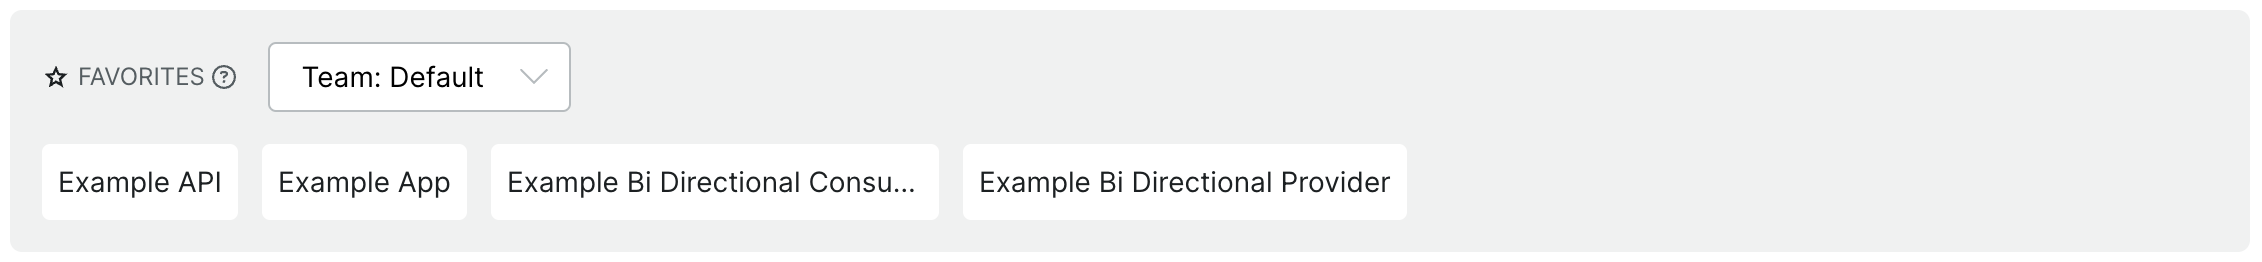 FAVORITES ?
Team: Default
Example API
Example App
Example Bi Directional Consu...
Example Bi Directional Provider